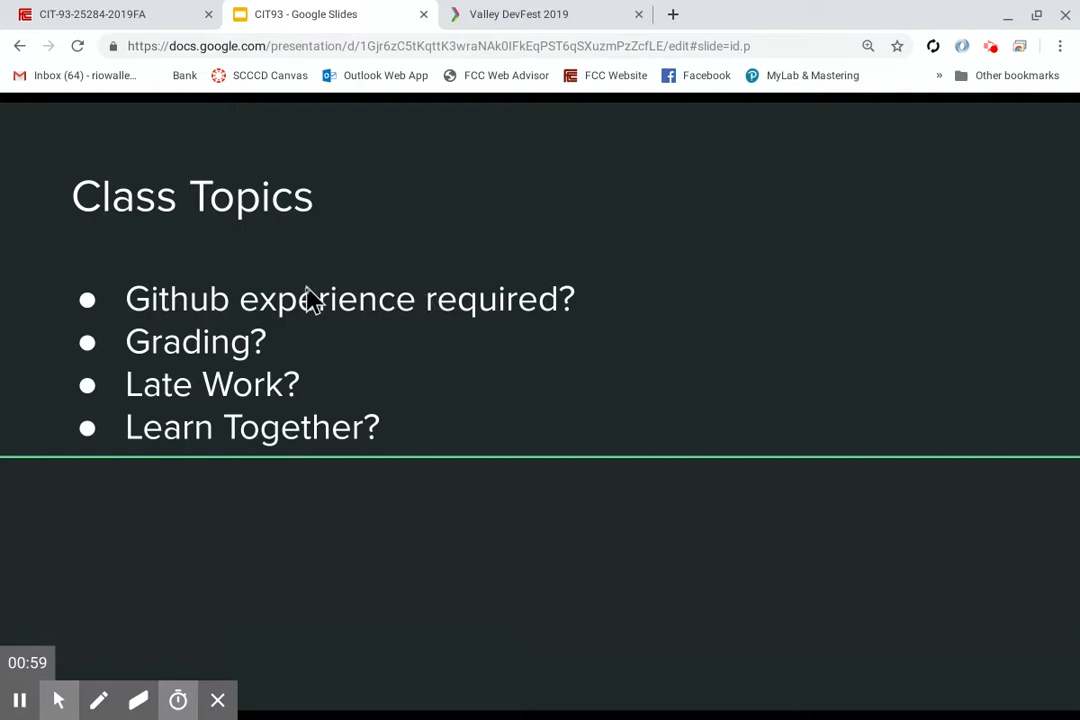 CIT-93-25284-2019FA
CIT93 - Google Slides
Valley DevFest 2019
https://docs.google.com/presentation/d/1Gjr6zC5tKqttK3wraNAk0IFkEqPST6qSXuzmPzZcfLE/edit#slide=id.p
Inbox (64) - riowalle... Bank SCCCD Canvas Outlook Web App FCC Web Advisor FCC Website Facebook MyLab & Mastering » Other bookmarks
Class Topics
● Github experience required?
● Grading?
● Late Work?
● Learn Together?
00:59